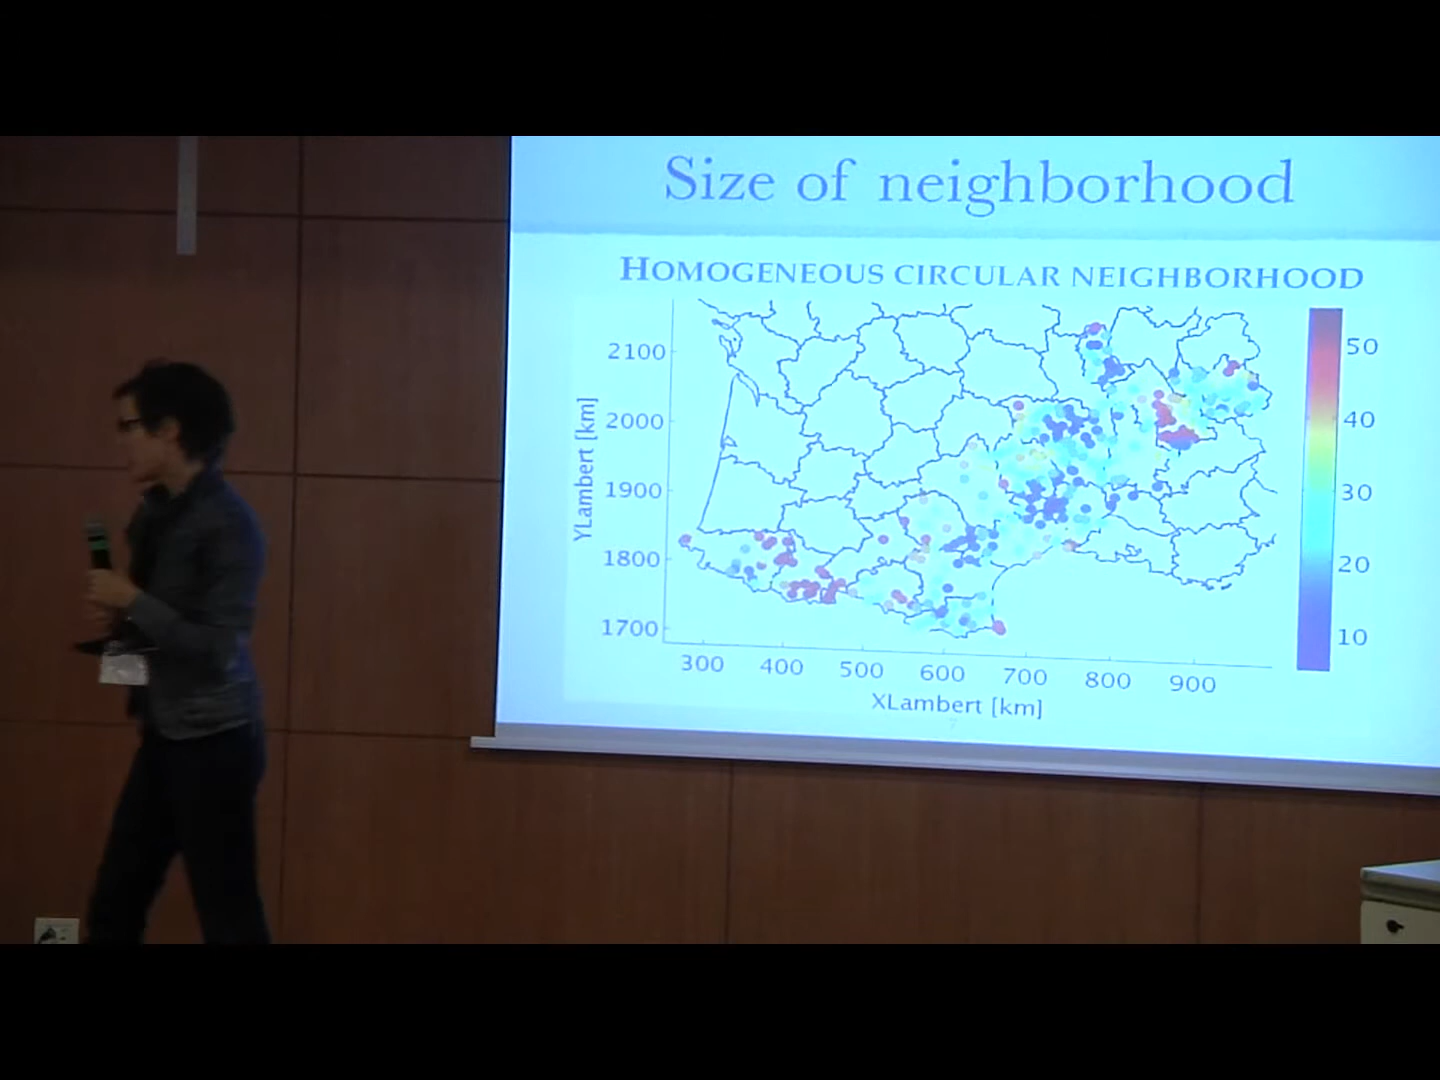 Size of neighborhood
HOMOGENEOUS CIRCULAR NEIGHBORHOOD
2100
2000
1900
1800
1700
YLambert [km]
300 400 500 600 700 800 900
XLambert [km]
50
40
30
20
10